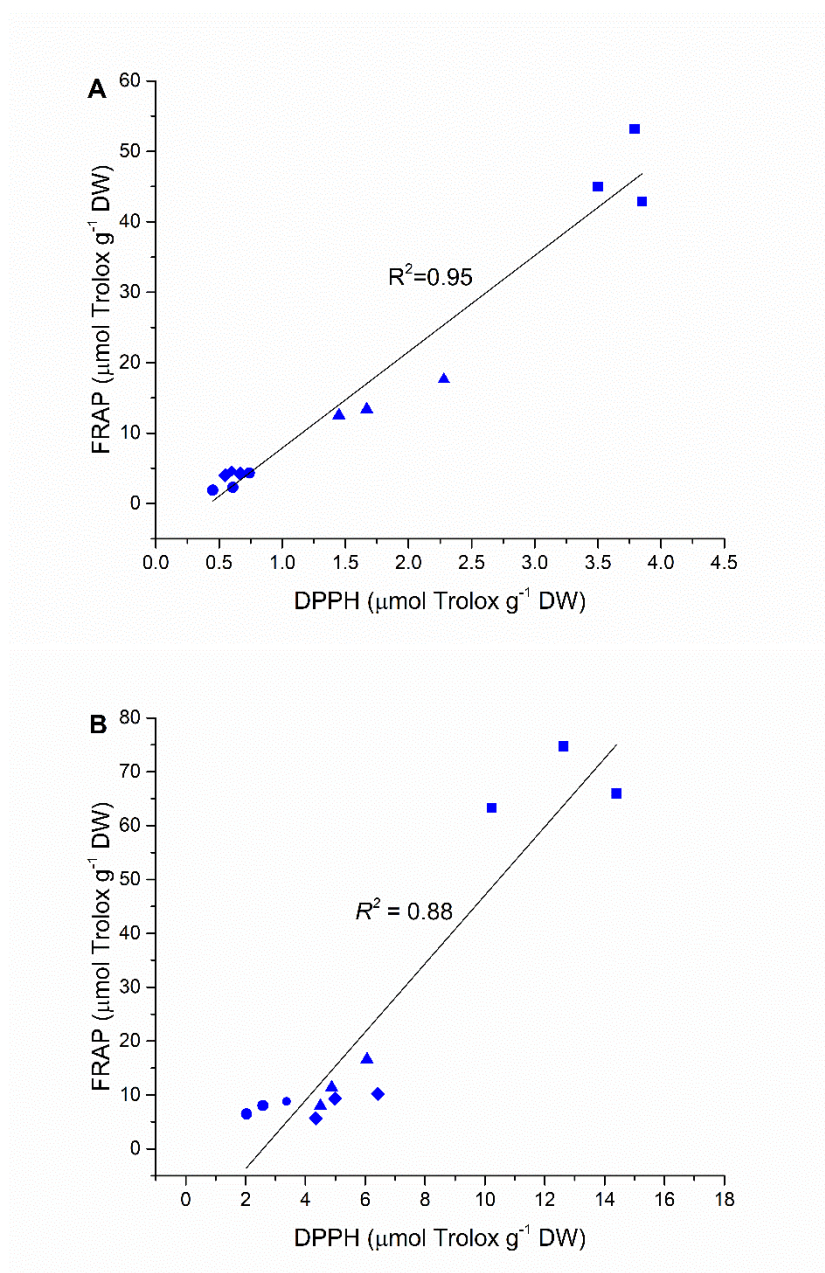 A
60
50
40
30
20
10
0
FRAP (μmol Trolox g⁻¹ DW)
R²=0.95
0.0 0.5 1.0 1.5 2.0 2.5 3.0 3.5 4.0 4.5
DPPH (μmol Trolox g⁻¹ DW)
B
80
70
60
50
40
30
20
10
0
FRAP (μmol Trolox g⁻¹ DW)
R² = 0.88
0 2 4 6 8 10 12 14 16 18
DPPH (μmol Trolox g⁻¹ DW)